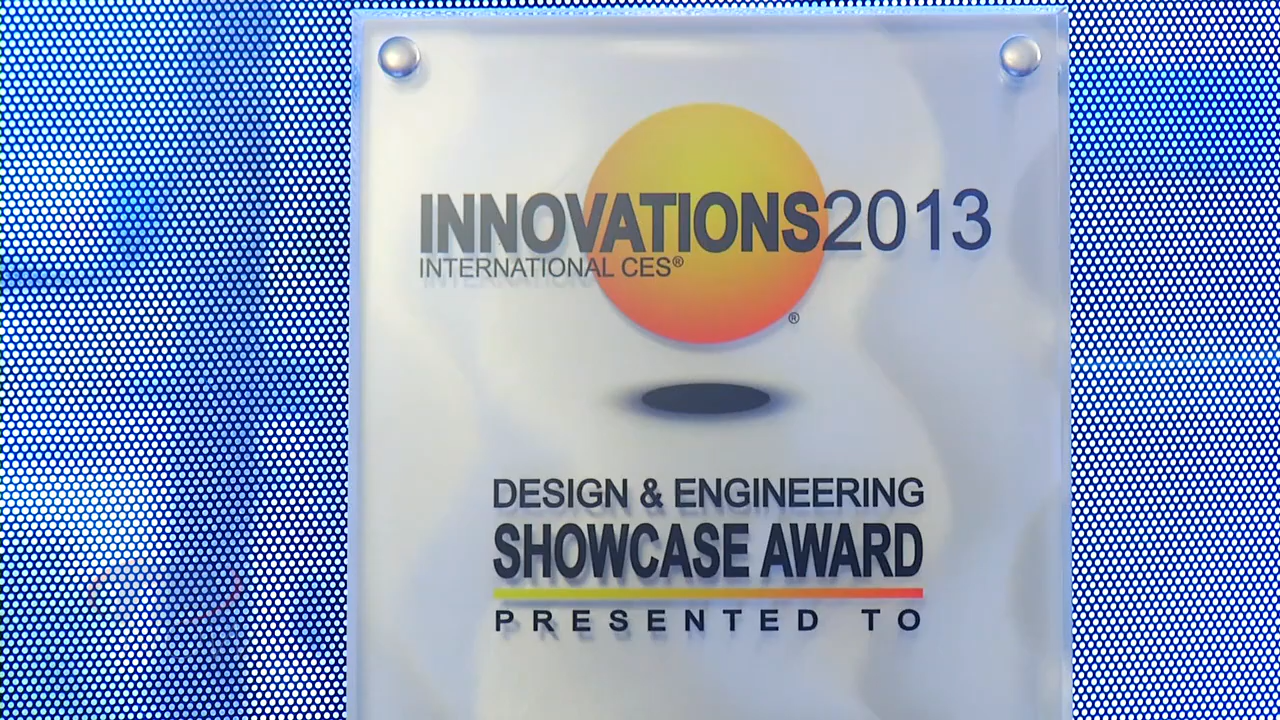 INNOVATIONS2013
INTERNATIONAL CES®
®
DESIGN & ENGINEERING
SHOWCASE AWARD
PRESENTED TO